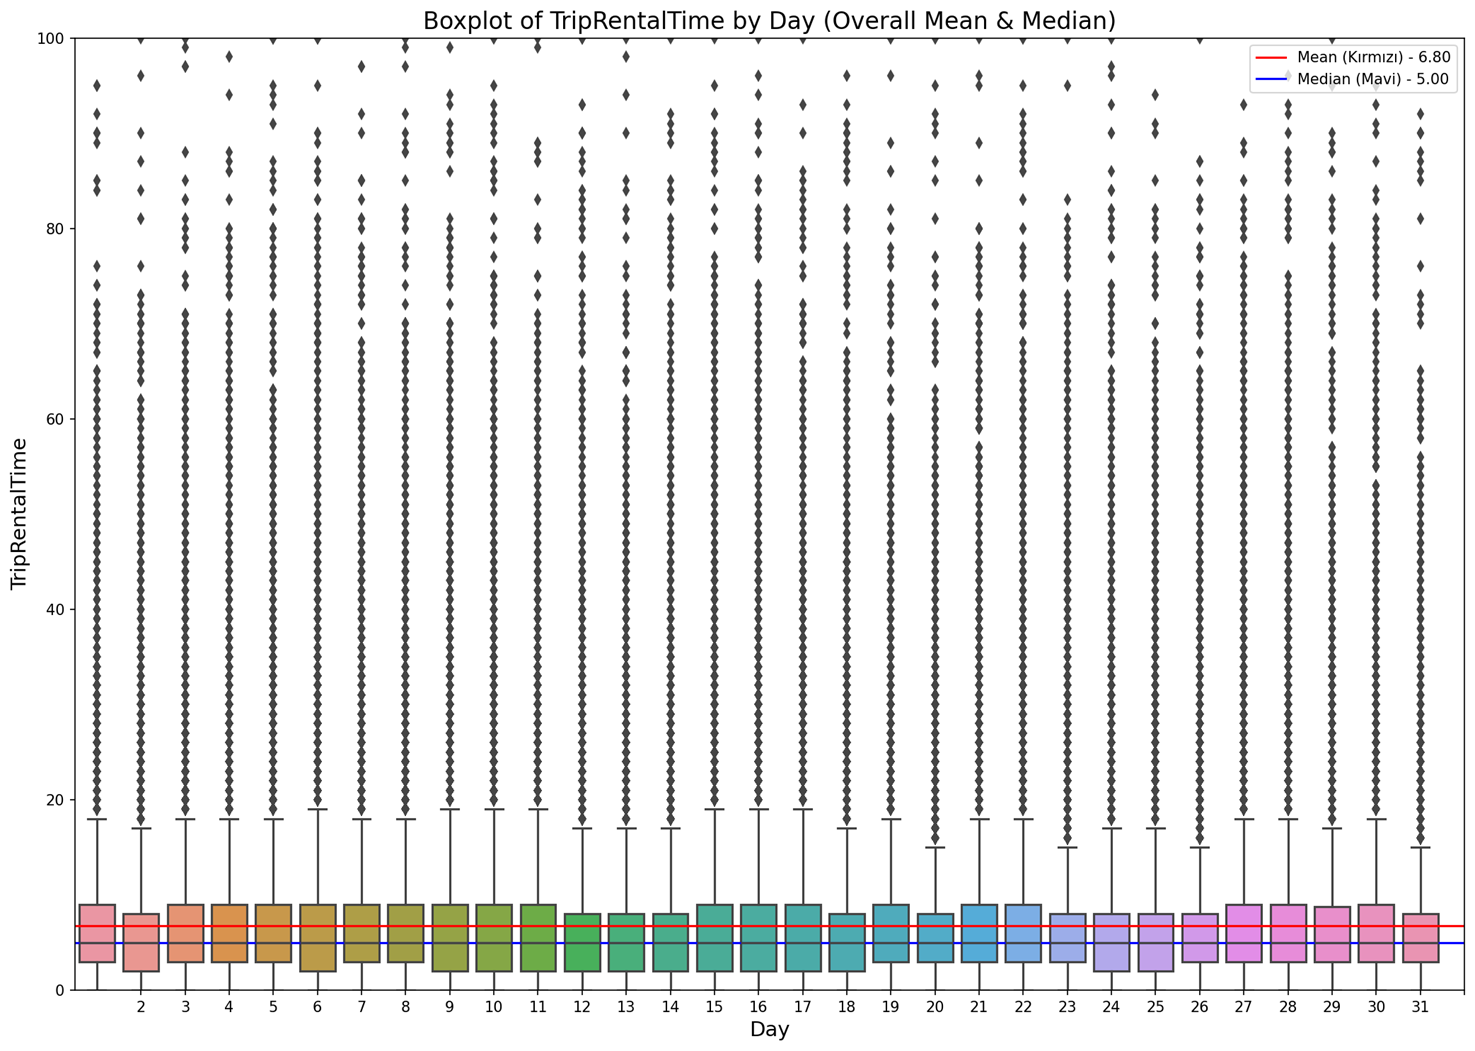 Boxplot of TripRentalTime by Day (Overall Mean & Median)
Mean (Kırmızı) - 6.80
Median (Mavi) - 5.00
100
80
60
40
20
0
TripRentalTime
2 3 4 5 6 7 8 9 10 11 12 13 14 15 16 17 18 19 20 21 22 23 24 25 26 27 28 29 30 31
Day